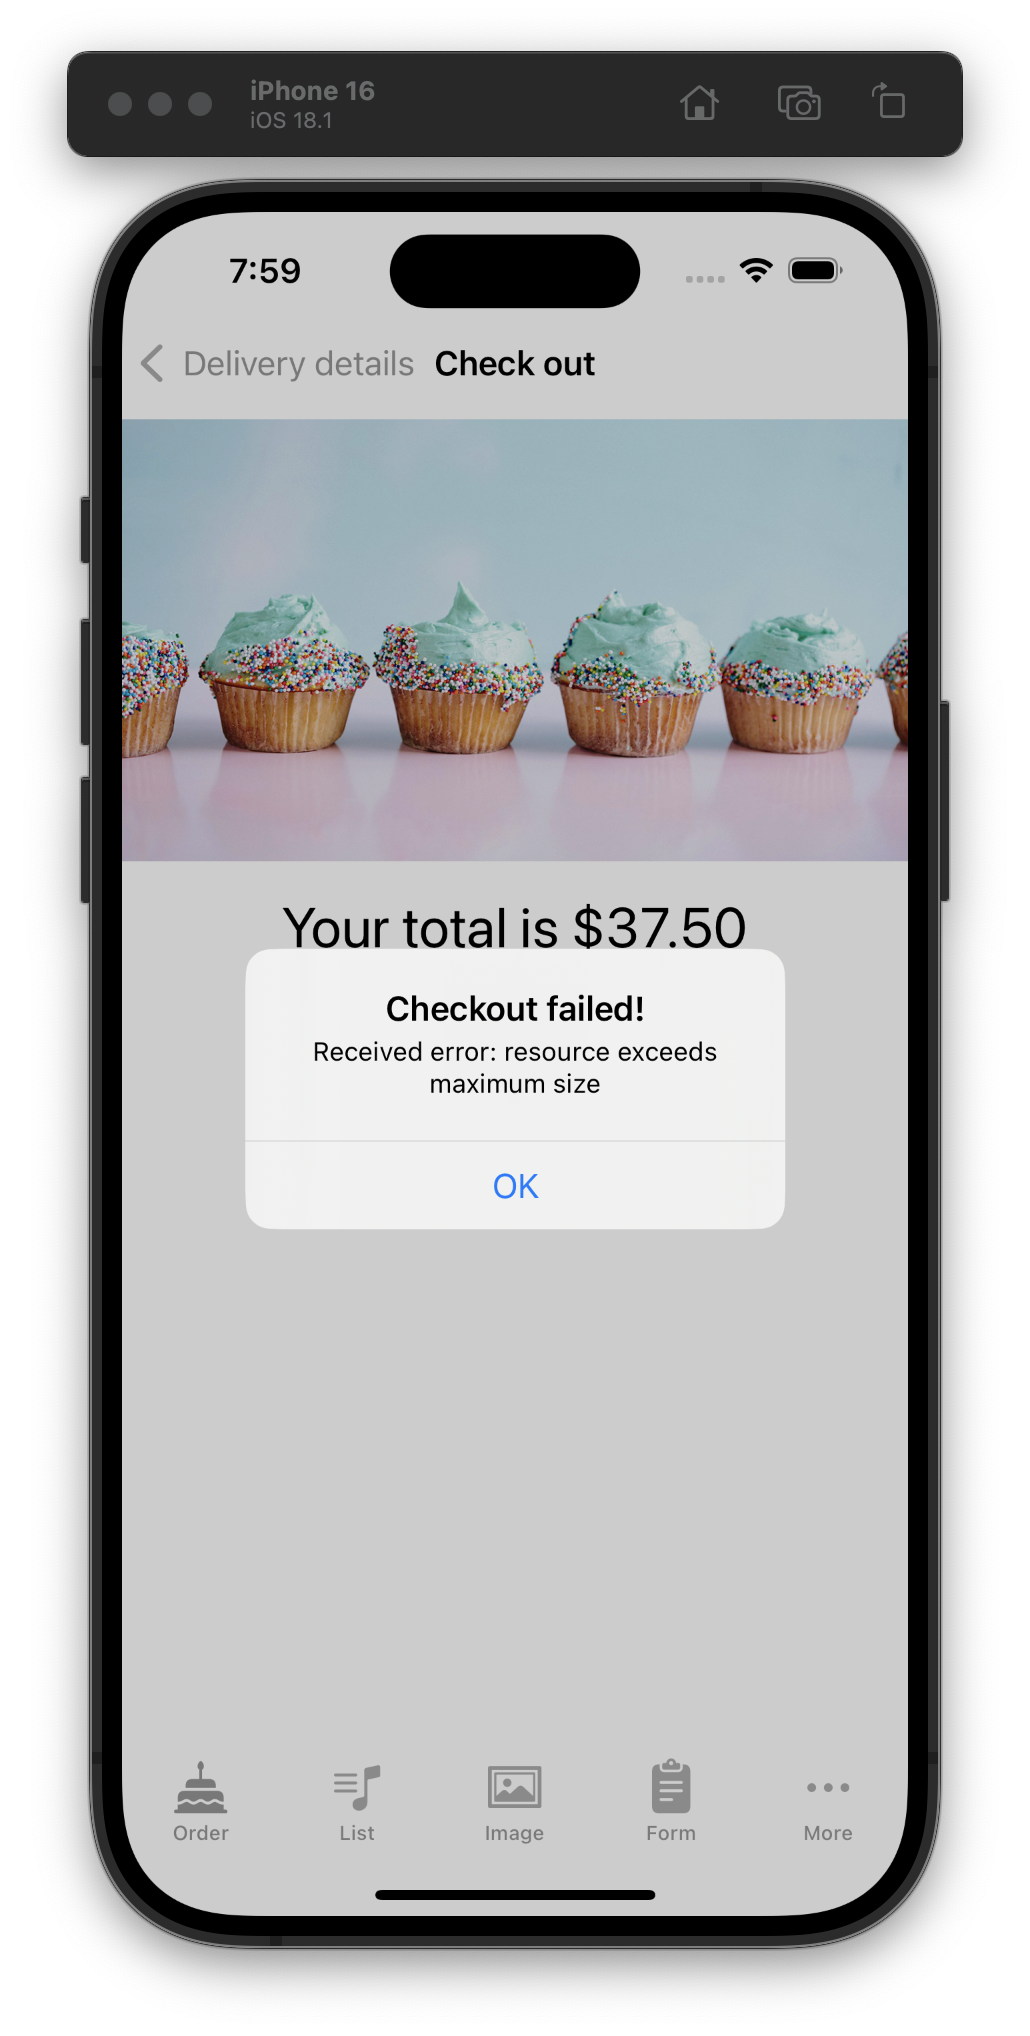 iPhone 16
iOS 18.1
7:59
Delivery details Check out
Your total is $37.50
Checkout failed!
Received error: resource exceeds
maximum size
OK
Order List Image Form More